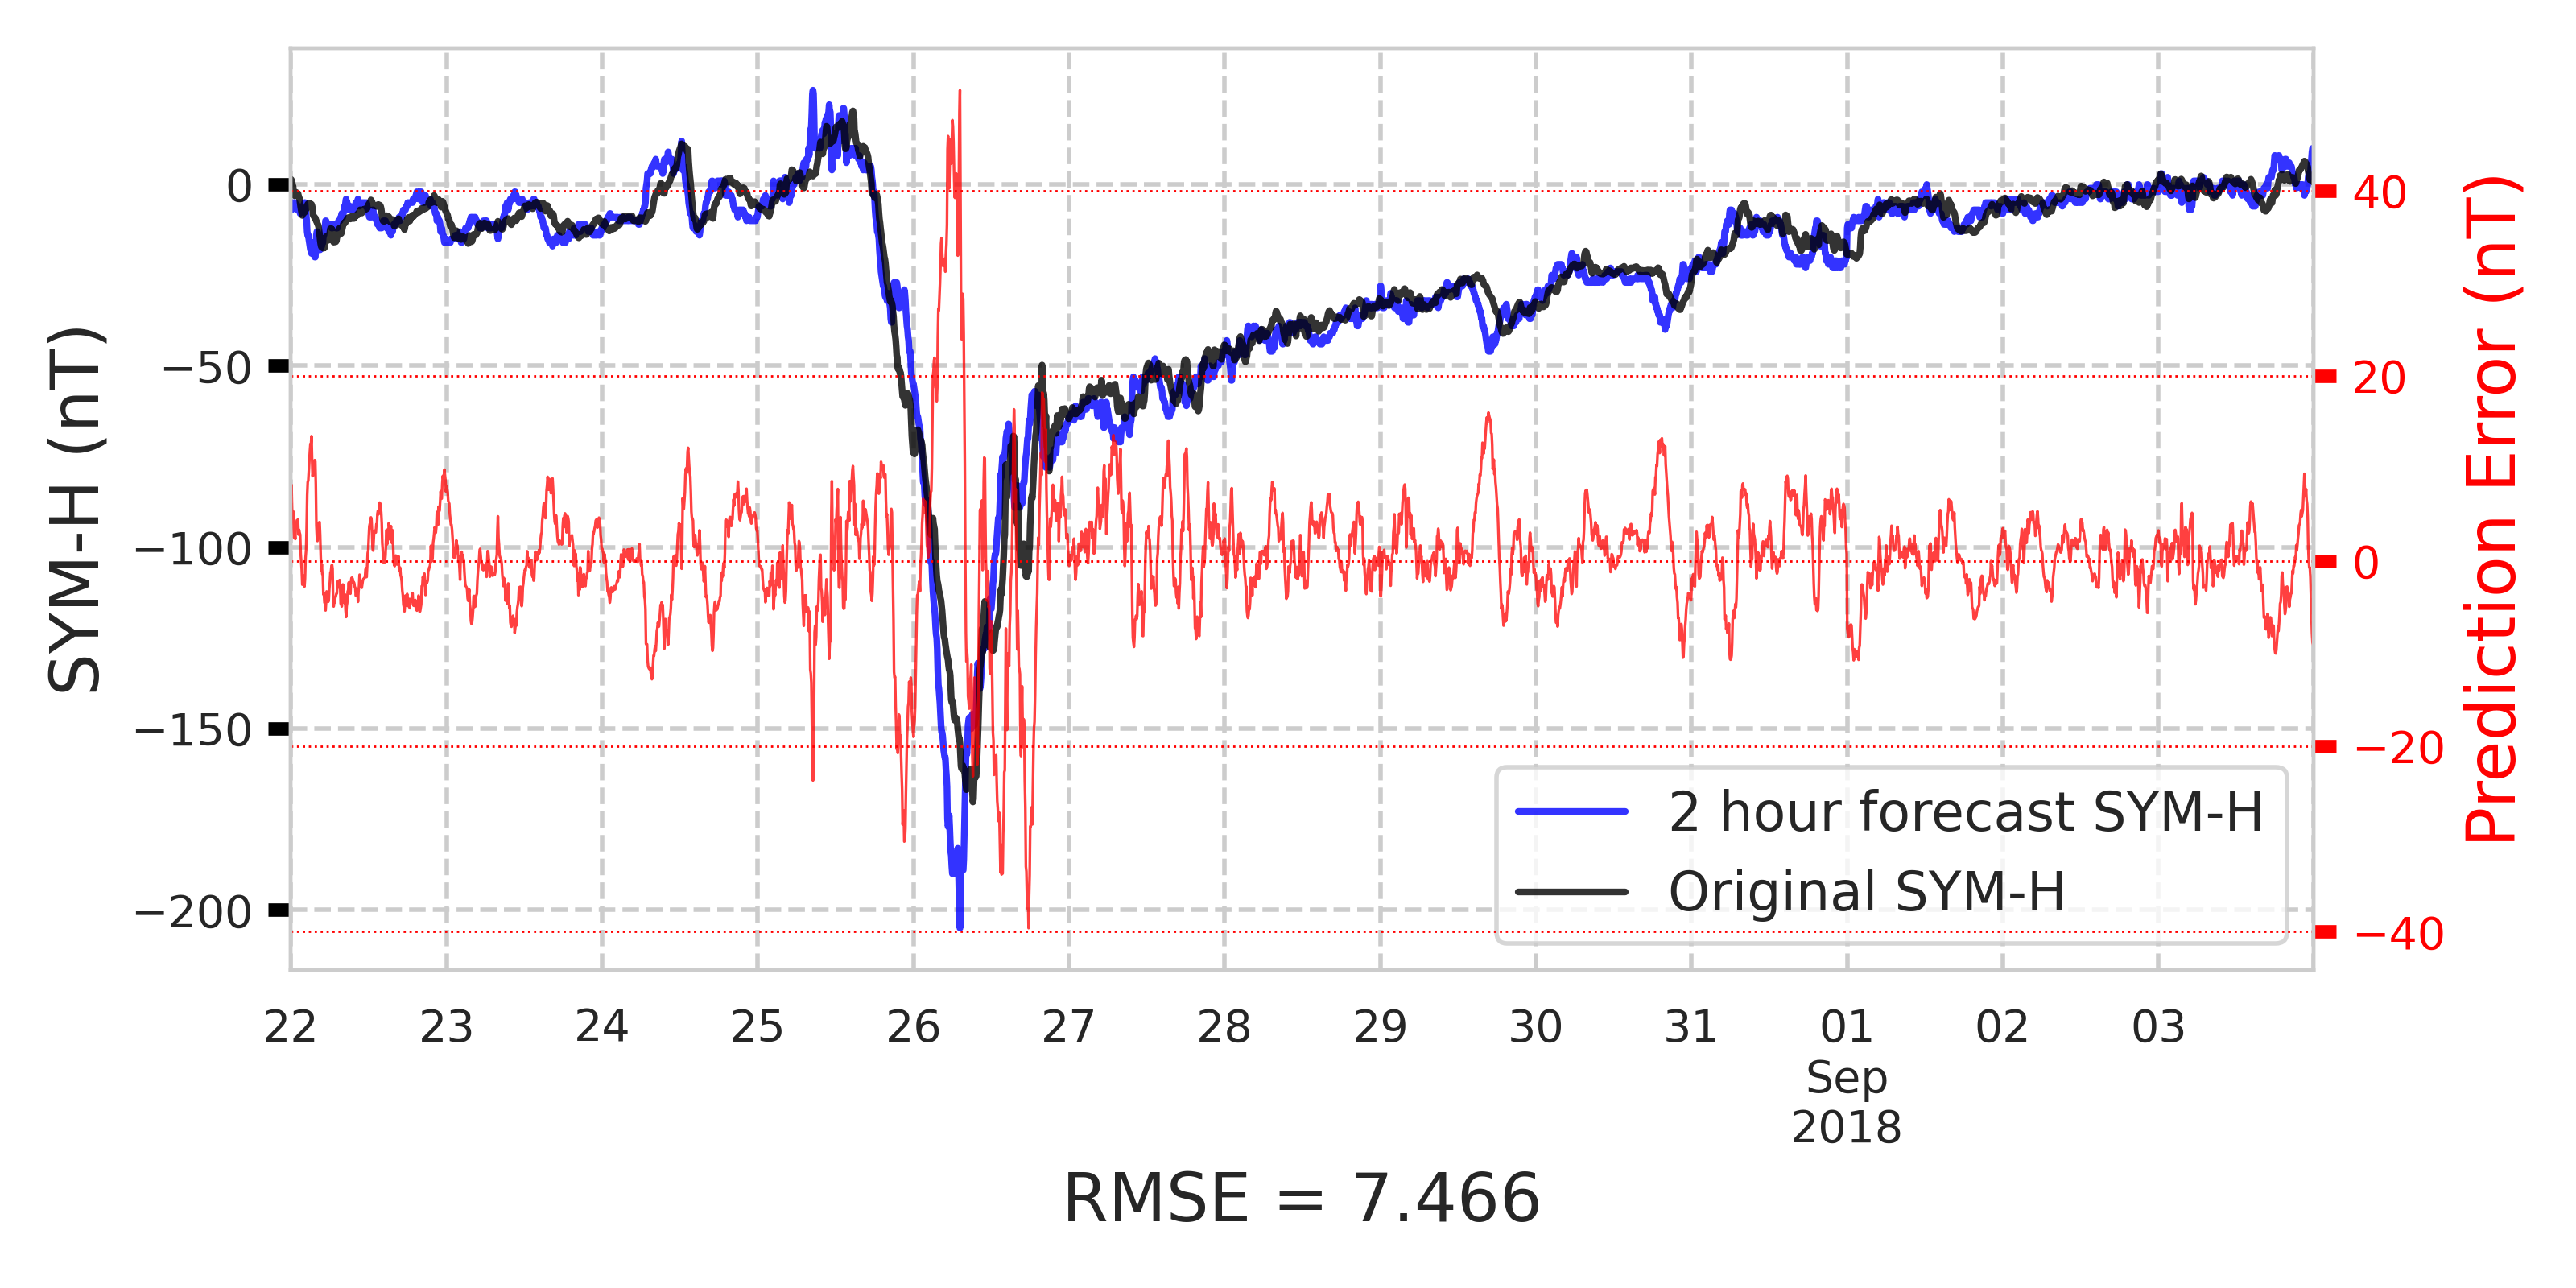 SYM-H (nT)
0
−50
−100
−150
−200
40
20
0
−20
−40
Prediction Error (nT)
2 hour forecast SYM-H
Original SYM-H
22 23 24 25 26 27 28 29 30 31 01 02 03
Sep
2018
RMSE = 7.466